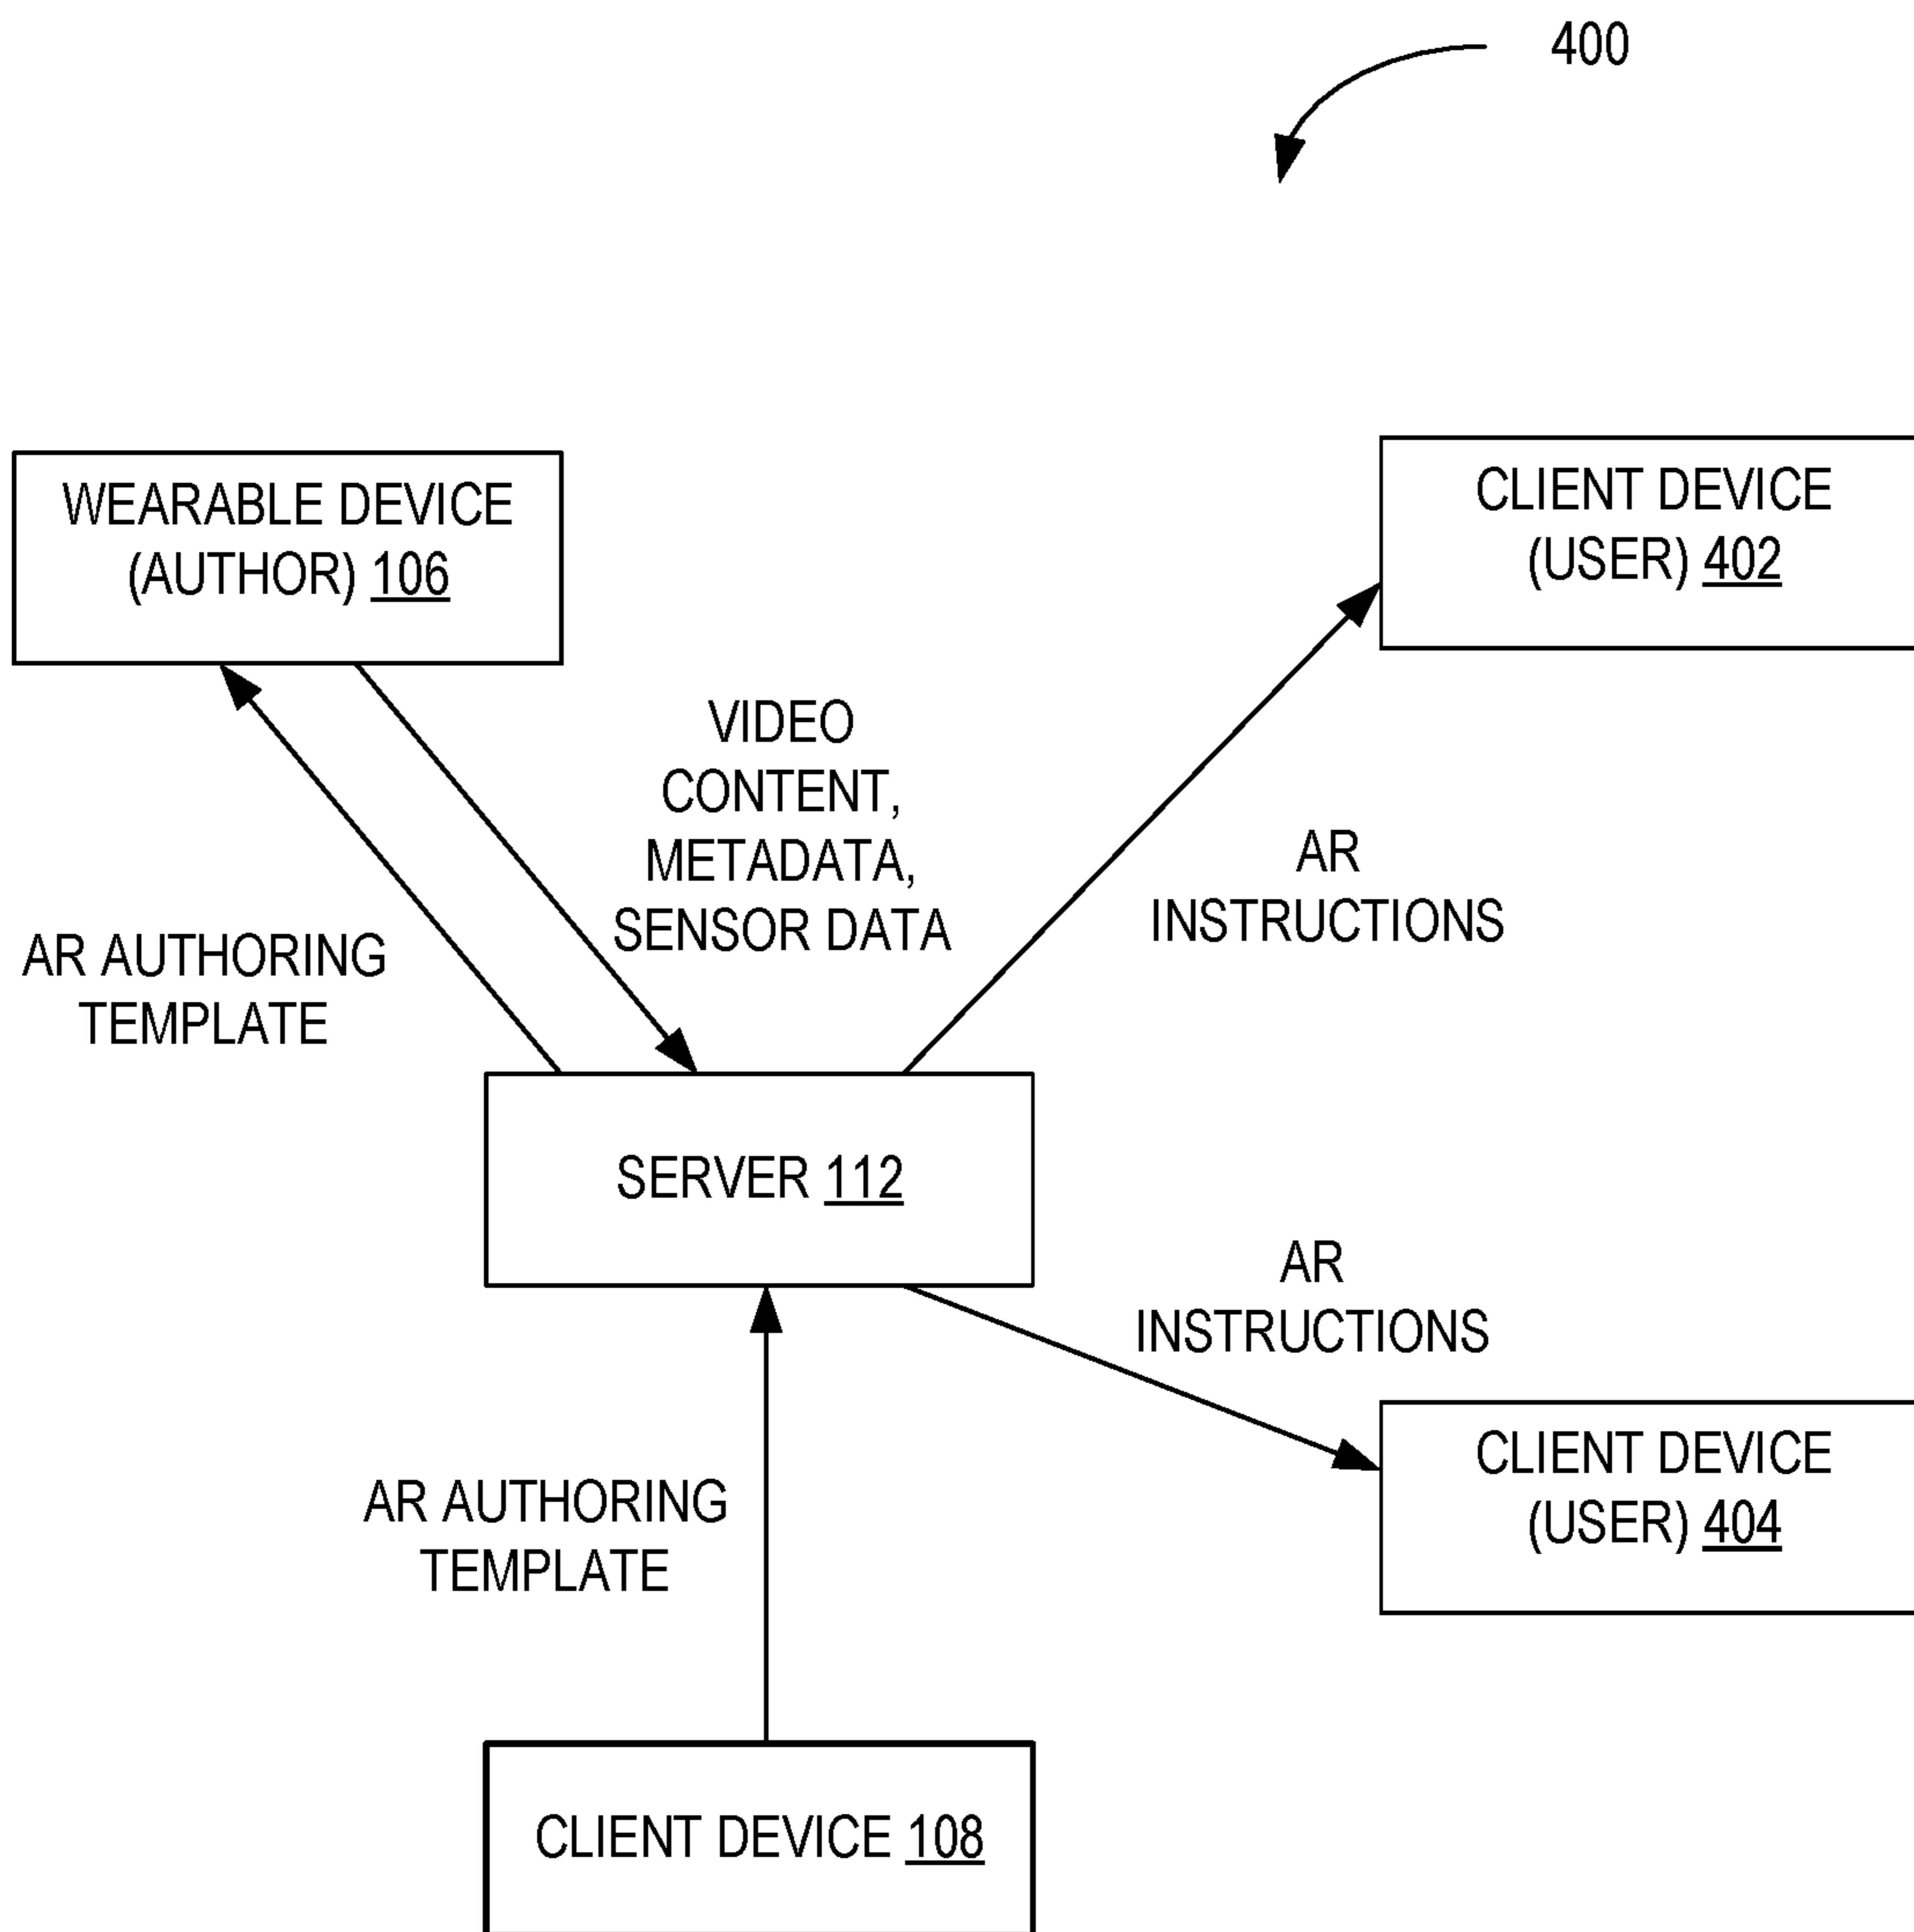 400
WEARABLE DEVICE
(AUTHOR) 106
CLIENT DEVICE
(USER) 402
VIDEO
CONTENT,
METADATA,
SENSOR DATA
AR
INSTRUCTIONS
AR AUTHORING
TEMPLATE
SERVER 112
AR
INSTRUCTIONS
CLIENT DEVICE
(USER) 404
AR AUTHORING
TEMPLATE
CLIENT DEVICE 108